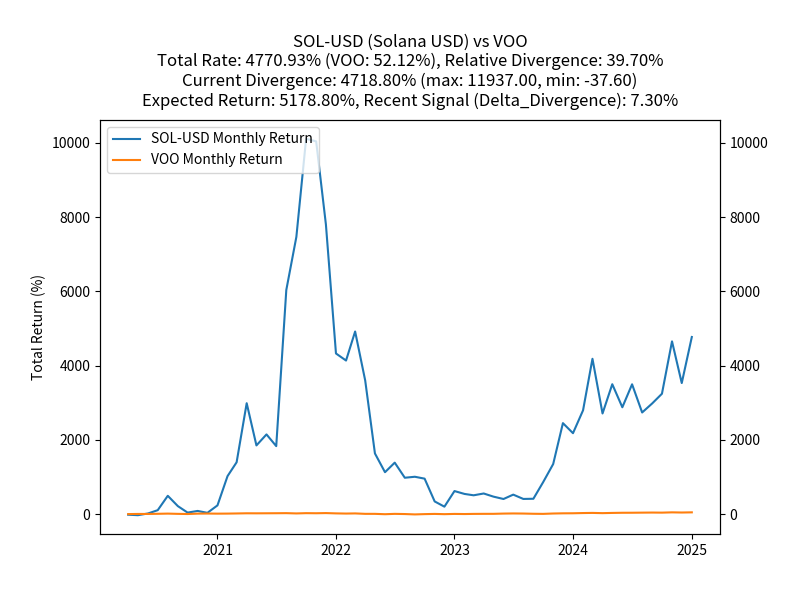 SOL-USD (Solana USD) vs VOO
Total Rate: 4770.93% (VOO: 52.12%), Relative Divergence: 39.70%
Current Divergence: 4718.80% (max: 11937.00, min: -37.60)
Expected Return: 5178.80%, Recent Signal (Delta_Divergence): 7.30%
SOL-USD Monthly Return
VOO Monthly Return
Total Return (%)
10000
8000
6000
4000
2000
0
10000
8000
6000
4000
2000
0
2021
2022
2023
2024
2025